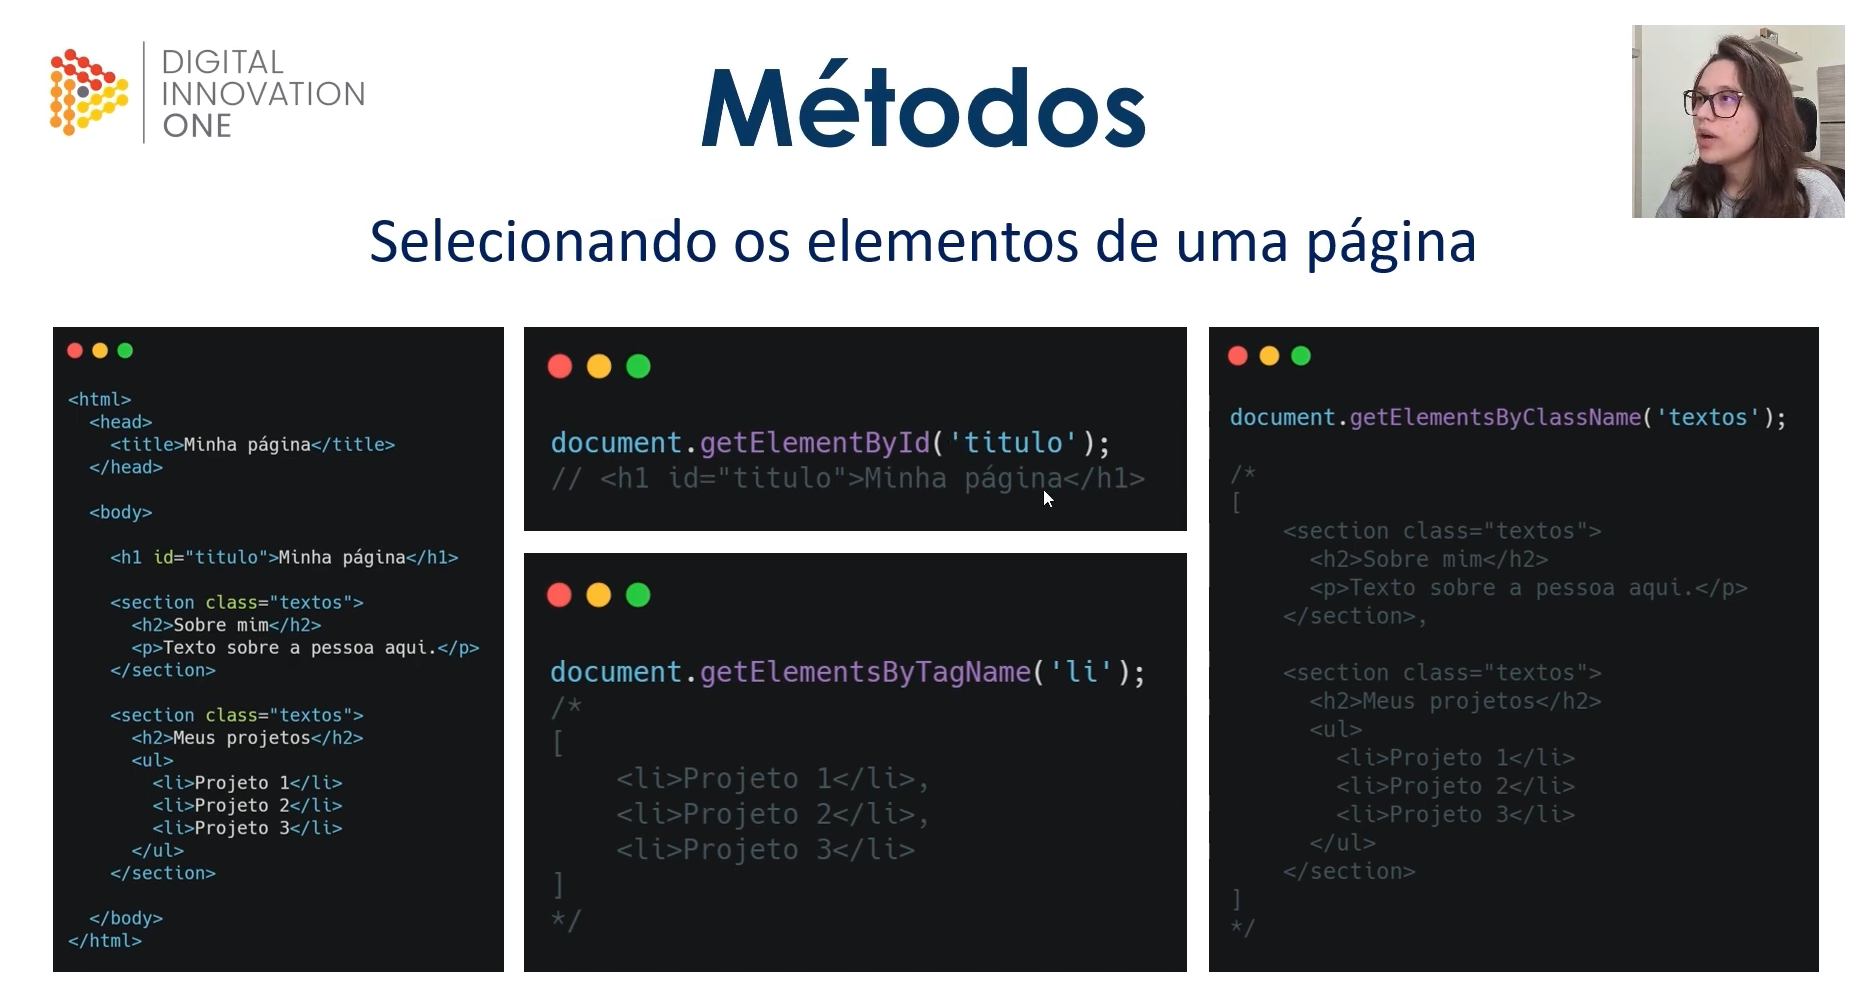 DIGITAL
INNOVATION
ONE
Métodos
Selecionando os elementos de uma página
<html>
<head>
<title>Minha página</title>
</head>
<body>
<h1 id="titulo">Minha página</h1>
<section class="textos">
<h2>Sobre mim</h2>
<p>Texto sobre a pessoa aqui.</p>
</section>
<section class="textos">
<h2>Meus projetos</h2>
<ul>
<li>Projeto 1</li>
<li>Projeto 2</li>
<li>Projeto 3</li>
</ul>
</section>
</body>
</html>
document.getElementById('titulo');
// <h1 id="titulo">Minha página</h1>
document.getElementsByTagName('li');
/*
[
<li>Projeto 1</li>,
<li>Projeto 2</li>,
<li>Projeto 3</li>
]
*/
document.getElementsByClassName('textos');
/*
[
<section class="textos">
<h2>Sobre mim</h2>
<p>Texto sobre a pessoa aqui.</p>
</section>,
<section class="textos">
<h2>Meus projetos</h2>
<ul>
<li>Projeto 1</li>
<li>Projeto 2</li>
<li>Projeto 3</li>
</ul>
</section>
]
*/